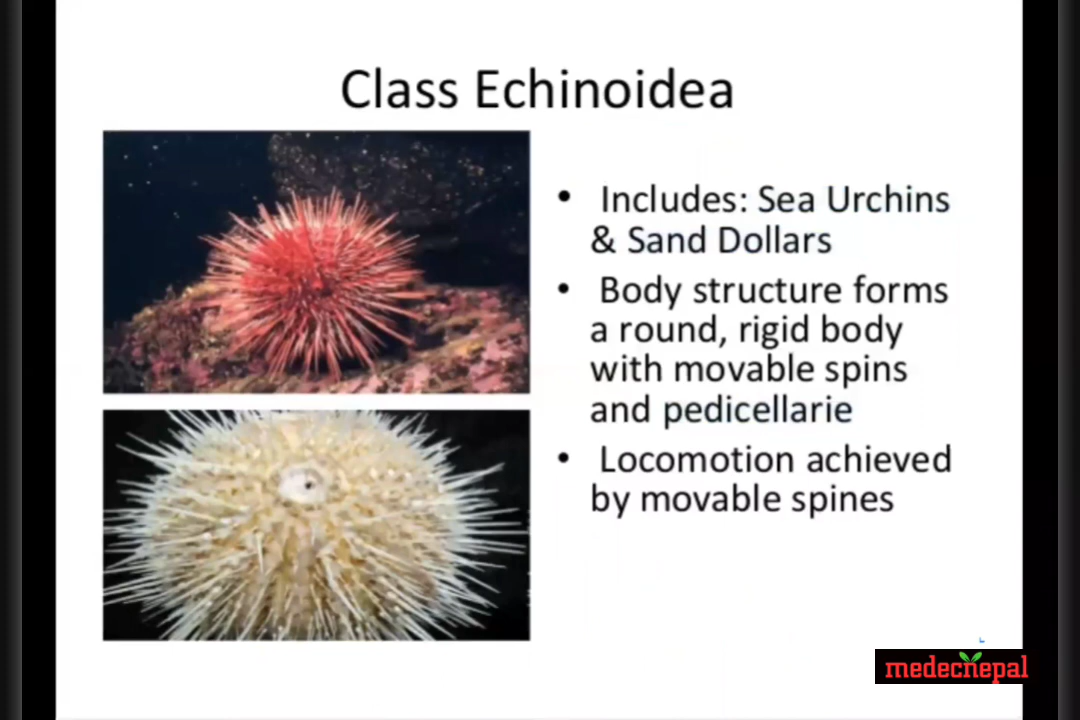 Class Echinoidea
• Includes: Sea Urchins
& Sand Dollars
• Body structure forms
a round, rigid body
with movable spins
and pedicellarie
• Locomotion achieved
by movable spines
medecnepal